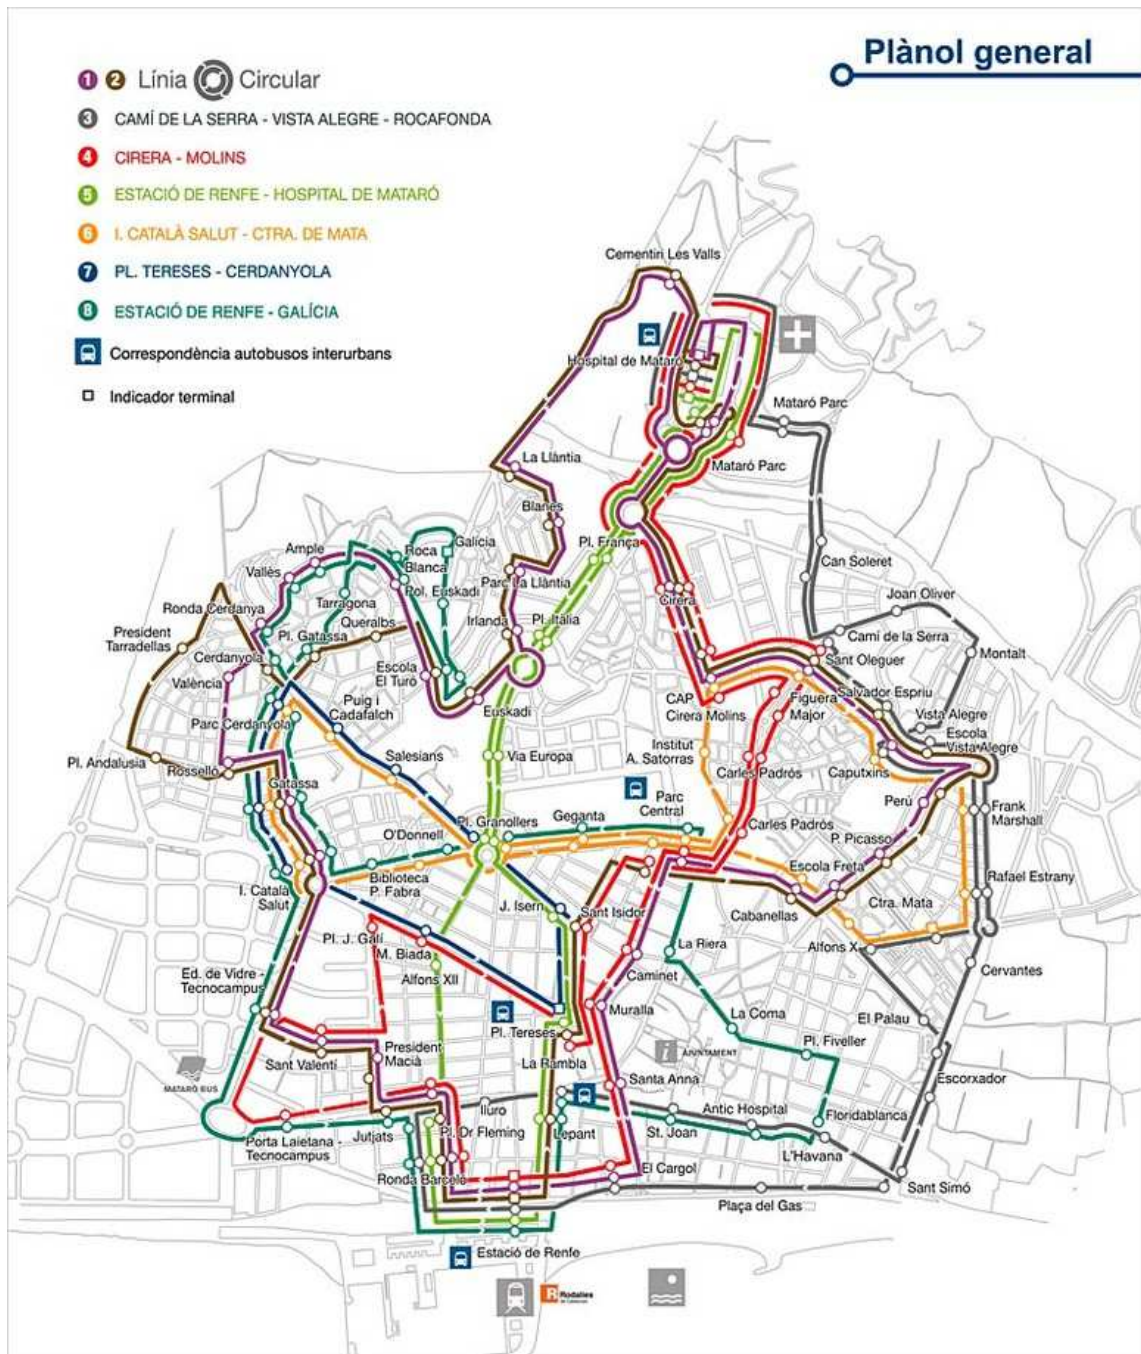 Plànol general
1 2 Línia Circular
3 CAMÍ DE LA SERRA - VISTA ALEGRE - ROCAFONDA
4 CIRERA - MOLINS
5 ESTACIÓ DE RENFE - HOSPITAL DE MATARÓ
6 I. CATALÀ SALUT - CTRA. DE MATA
7 PL. TERESES - CERDANYOLA
8 ESTACIÓ DE RENFE - GALÍCIA
Correspondència autobusos interurbans
Indicador terminal
Cementiri Les Valls
Hospital de Mataró
Mataró Parc
Mataró Parc
La Llàntia
Blanes
Pl. França
Galícia
Roca
Blanca
Ample
Vallès
Parc La Llàntia
Can Soleret
Pol. Euskadi
Tarragona
Cirera
Joan Oliver
Ronda Cerdanya
Queralbs
Irlanda
Pl. Itàlia
President
Tarradellas
Pl. Gatassa
Camí de la Serra
Montalt
Cerdanyola
Sant Oleguer
València
Escola
El Turó
Euskadi
CAP
Cirera Molins
Figuera
Major
Salvador Espriu
Vista Alegre
Puig i
Cadafalch
Parc Cerdanyola
Escola
Vista Alegre
Pl. Andalusia
Rosselló
Salesians
Via Europa
Institut
A. Satorras
Carles Padrós
Caputxins
Gatassa
Parc
Central
Perú
Frank
Marshall
Geganta
Pl. Granollers
O'Donnell
Carles Padrós
P. Picasso
Biblioteca
P. Fabra
Escola Freta
I. Català
Salut
Rafael Estrany
J. Isern
Sant Isidor
Cabanellas
Ctra. Mata
Pl. J. Galí
M. Biada
Alfons XII
La Riera
Alfons X
Cervantes
Caminet
Ed. de Vidre -
Tecnocampus
Muralla
La Coma
El Palau
Pl. Tereses
Pl. Fiveller
AJUNTAMENT
President
Macià
Sant Valentí
La Rambla
MATARÓ BUS
Santa Anna
Escorxador
Iluro
Antic Hospital
Floridablanca
Porta Laietana -
Tecnocampus
Jutjats
Pl. Dr Fleming
Lepant
St. Joan
L'Havana
Ronda Barceló
El Cargol
Sant Simó
Plaça del Gas
Estació de Renfe
R Rodalies
de Catalunya